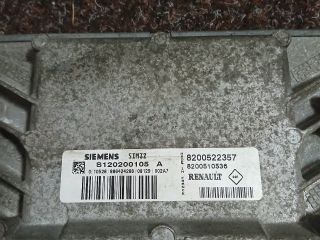 SIEMENS SIM32
S120200105 A
8200522357
8200510536
RENAULT